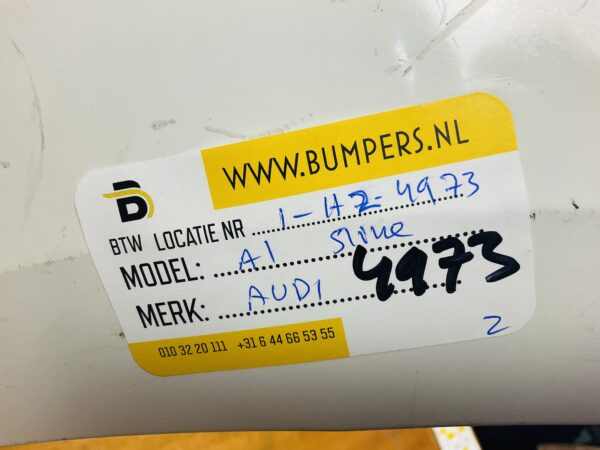 WWW.BUMPERS.NL
BTW LOCATIE NR 1-HZ-4973
MODEL: A1 Sline
MERK: AUDI 4973
010 32 20 111 +31 6 44 66 53 55
2